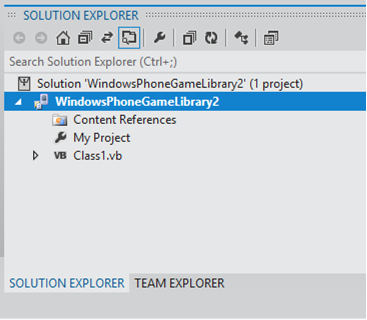 SOLUTION EXPLORER
Search Solution Explorer (Ctrl+;)
Solution 'WindowsPhoneGameLibrary2' (1 project)
WindowsPhoneGameLibrary2
Content References
My Project
VB Class1.vb
SOLUTION EXPLORER TEAM EXPLORER